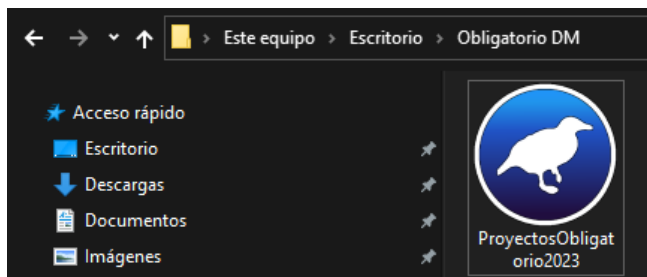 Este equipo > Escritorio > Obligatorio DM
Acceso rápido
Escritorio
Descargas
Documentos
Imágenes
ProyectosObligat
orio2023